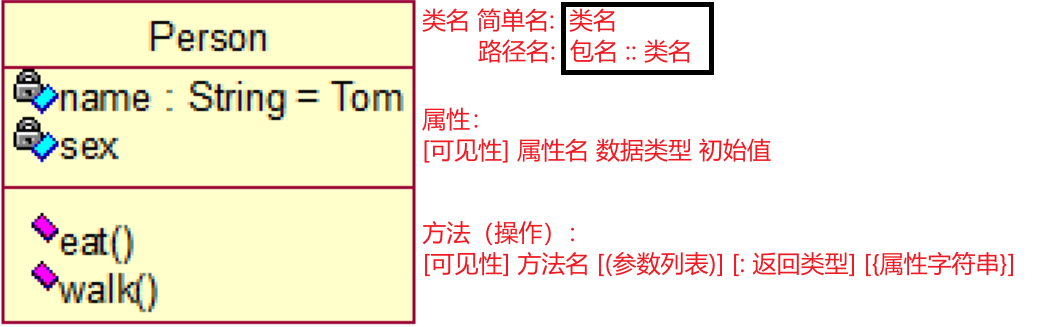 Person
name : String = Tom
sex
eat()
walk()
类名 简单名: 类名
路径名: 包名 :: 类名
属性:
[可见性] 属性名 数据类型 初始值
方法（操作）:
[可见性] 方法名 [(参数列表)] [: 返回类型] [{属性字符串}]